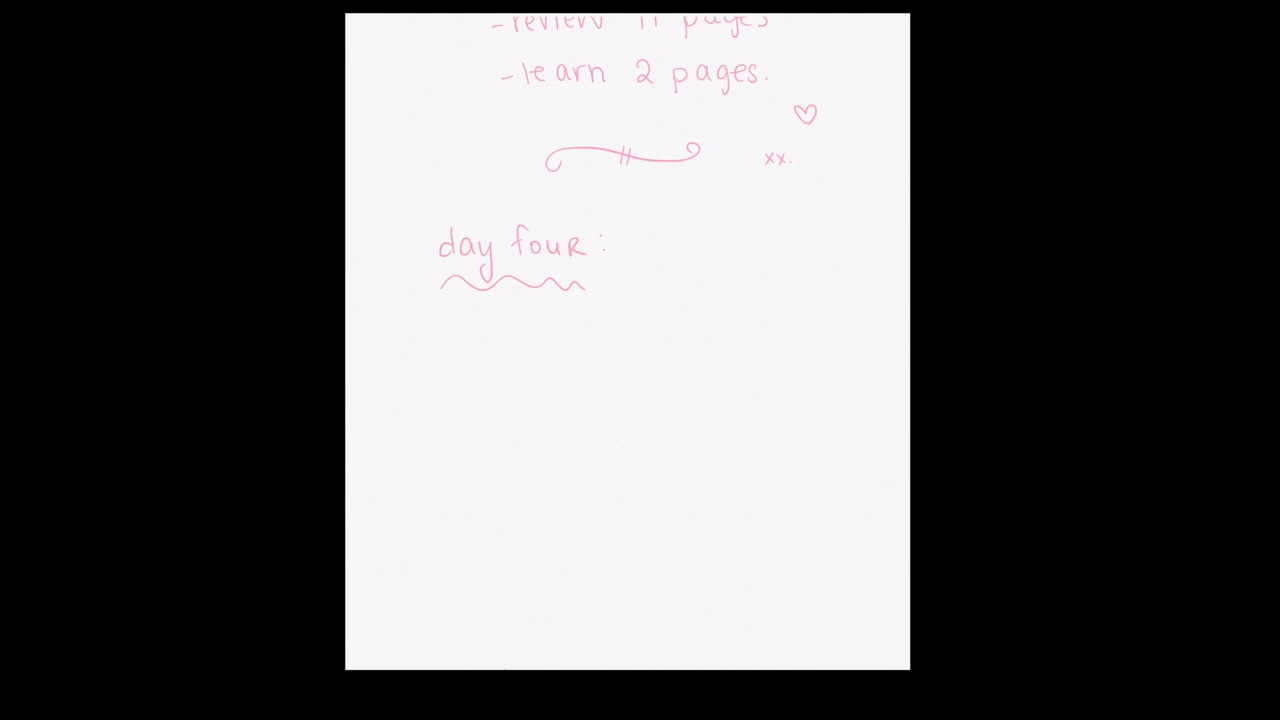 - review 11 pages
- learn 2 pages.
xx.
day four: